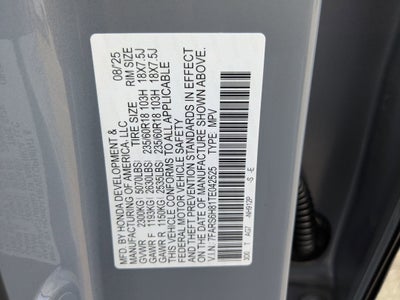 MFD. BY HONDA DEVELOPMENT & 08/'25
MANUFACTURING OF AMERICA, LLC
TIRE SIZE RIM SIZE
GVWR 2300KG( 5070LBS)
GAWR F 1193KG( 2630LBS) 235/60R18 103H 18X7.5J
GAWR R 1150KG( 2535LBS) 235/60R18 103H 18X7.5J
THIS VEHICLE CONFORMS TO ALL APPLICABLE
FEDERAL MOTOR VEHICLE SAFETY
AND THEFT PREVENTION STANDARDS IN EFFECT ON THE
DATE OF MANUFACTURE SHOWN ABOVE.
V.I.N. : 7FARS6H81TE042525 TYPE : MPV